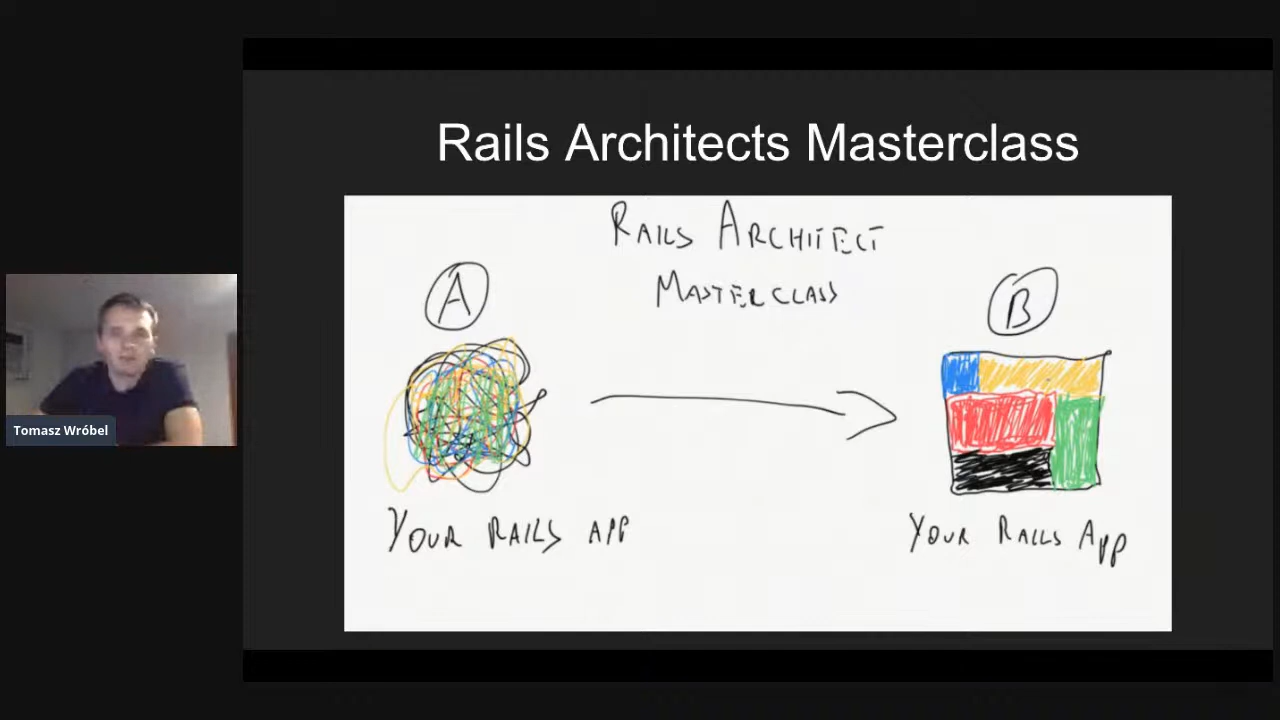 Rails Architects Masterclass
RAILS ARCHITECT
MASTERCLASS
A
B
YOUR RAILS APP
YOUR RAILS APP
Tomasz Wróbel